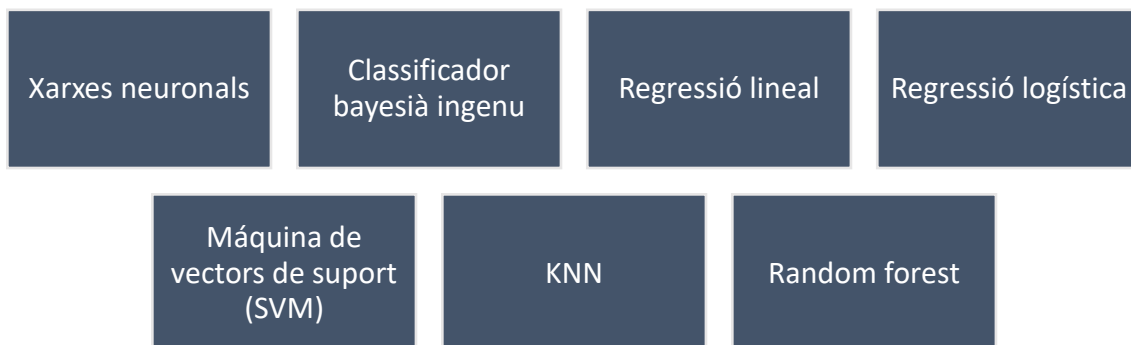 Xarxes neuronals
Classificador
bayesià ingenu
Regressió lineal
Regressió logística
Máquina de
vectors de suport
(SVM)
KNN
Random forest